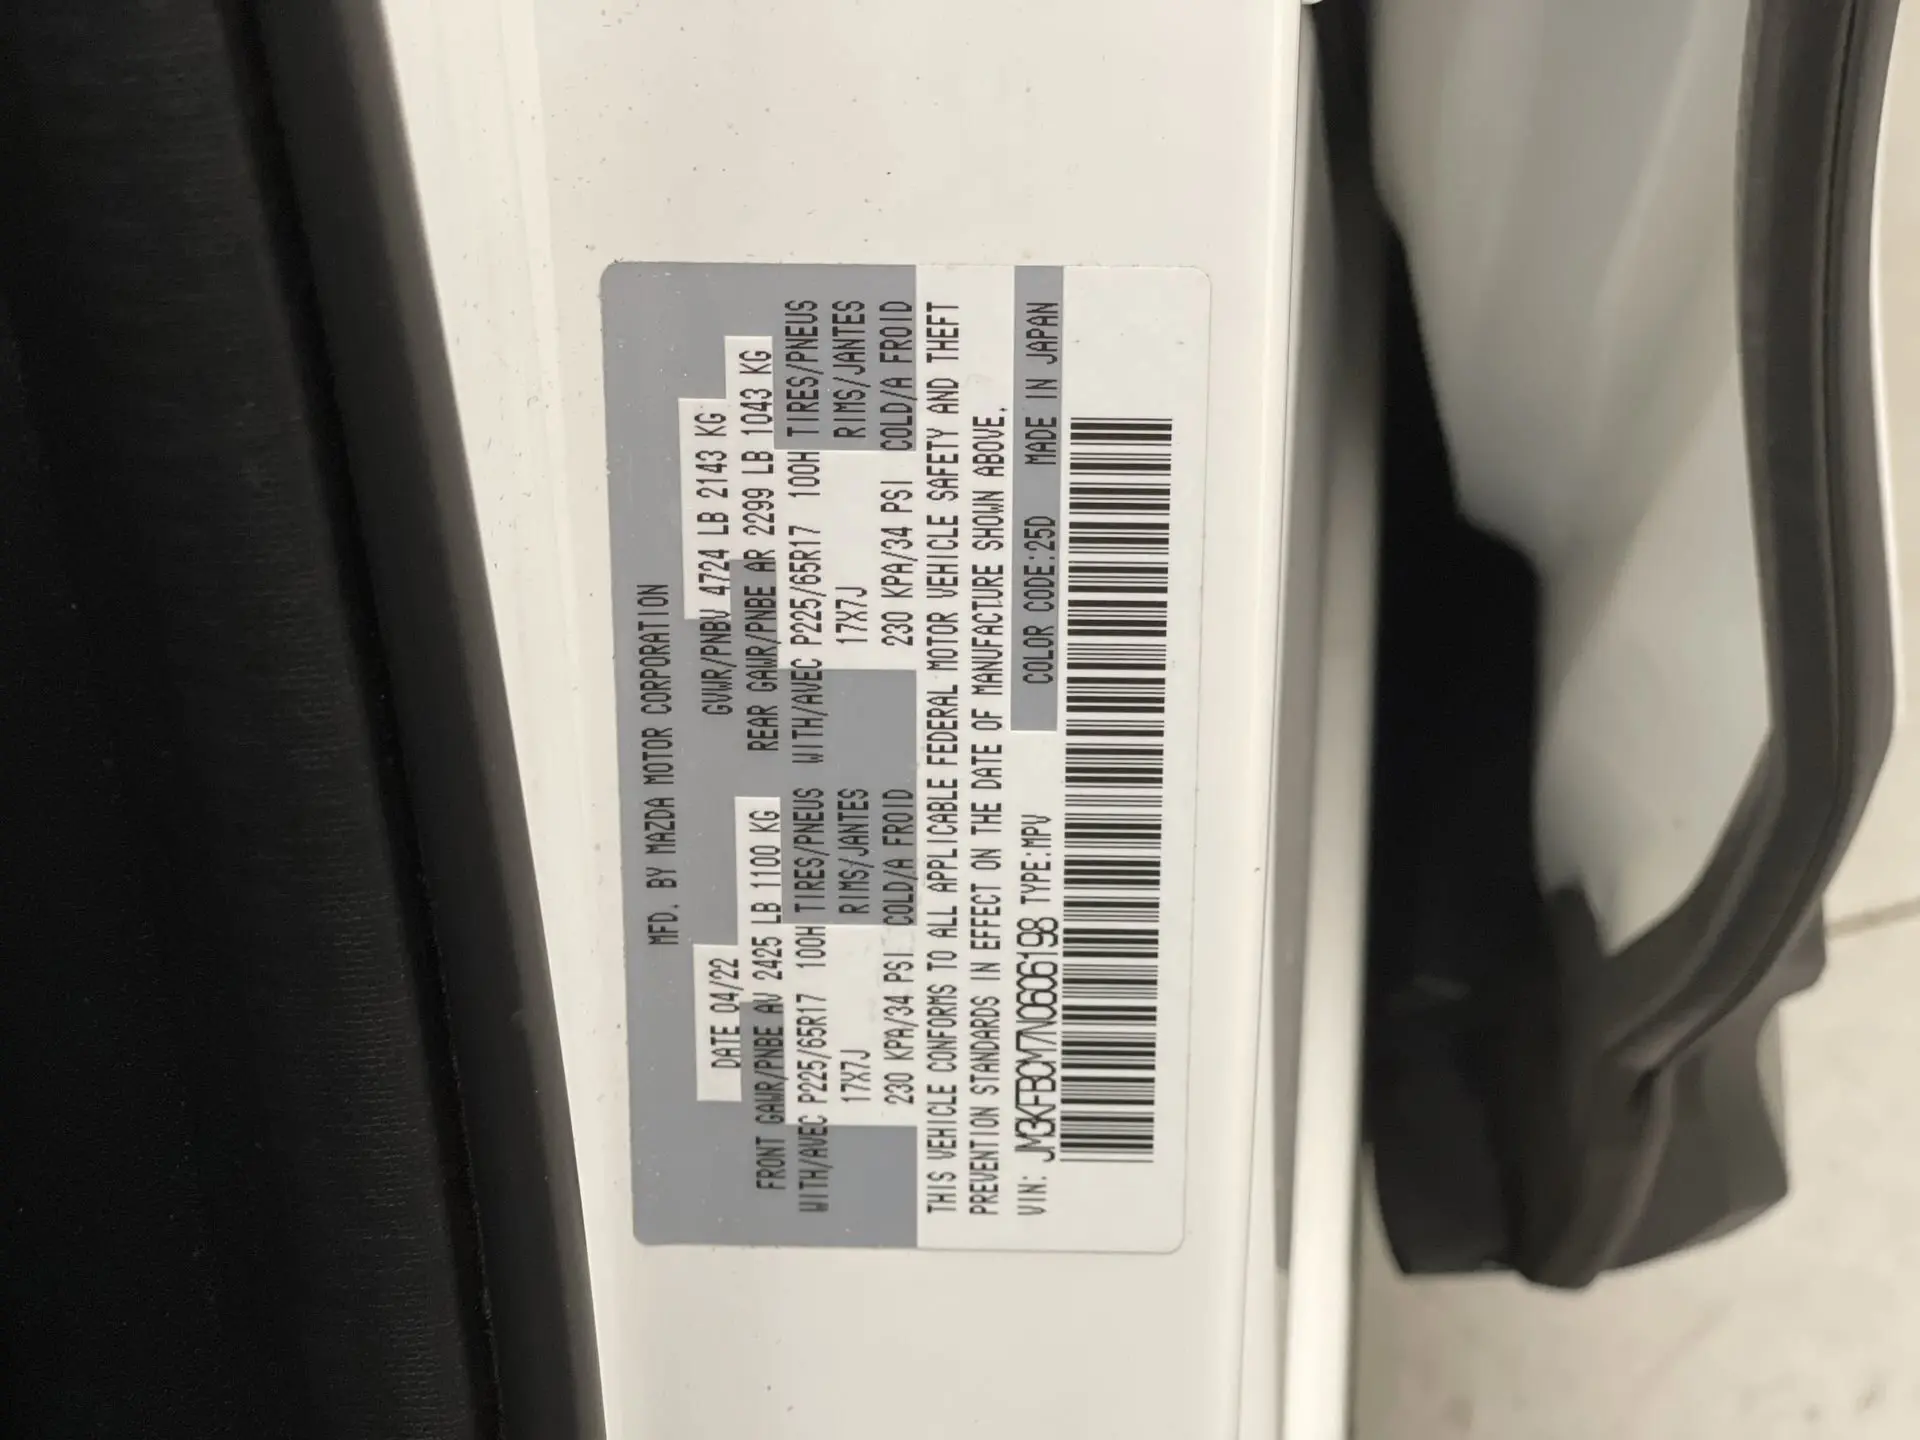 MFD. BY MAZDA MOTOR CORPORATION
DATE 04/22 GVWR/PNBV 4724 LB 2143 KG
FRONT GAWR/PNBE AV 2425 LB 1100 KG REAR GAWR/PNBE AR 2299 LB 1043 KG
WITH/AVEC P225/65R17 100H TIRES/PNEUS WITH/AVEC P225/65R17 100H TIRES/PNEUS
17X7J RIMS/JANTES 17X7J RIMS/JANTES
230 KPA/34 PSI COLD/A FROID 230 KPA/34 PSI COLD/A FROID
THIS VEHICLE CONFORMS TO ALL APPLICABLE FEDERAL MOTOR VEHICLE SAFETY AND THEFT
PREVENTION STANDARDS IN EFFECT ON THE DATE OF MANUFACTURE SHOWN ABOVE.
VIN: JM3KFBCM7N0606198 TYPE:MPV COLOR CODE:25D MADE IN JAPAN